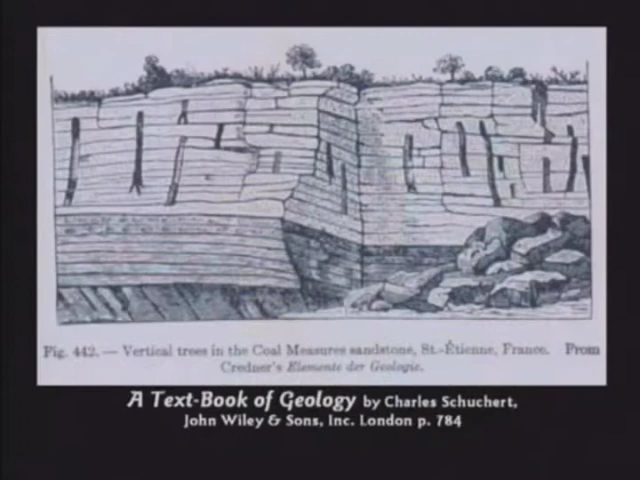 Fig. 442. — Vertical trees in the Coal Measures sandstone, St.-Étienne, France. From
Credner's Elemente der Geologie.
A Text-Book of Geology by Charles Schuchert,
John Wiley & Sons, Inc. London p. 784